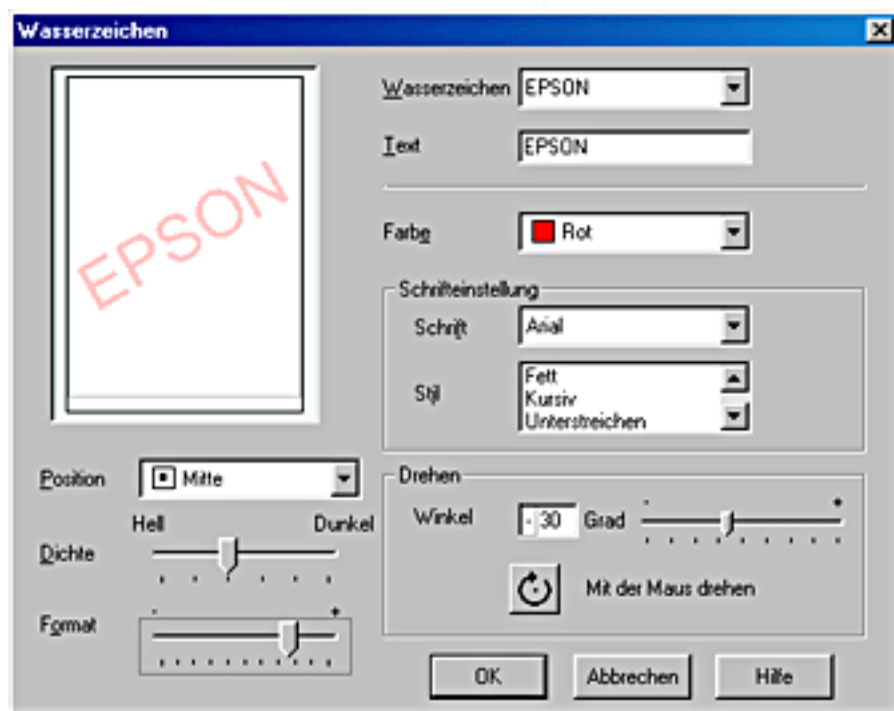 Wasserzeichen
EPSON
Wasserzeichen EPSON
Text EPSON
Farbe Rot
Schrifteinstellung
Schrift Arial
Stil Fett
Kursiv
Unterstreichen
Position Mitte
Hell Dunkel
Dichte
Format
- +
Drehen
Winkel - 30 Grad - +
Mit der Maus drehen
OK Abbrechen Hilfe